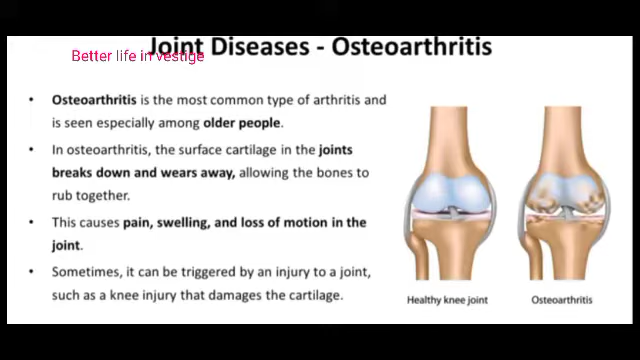 Joint Diseases - Osteoarthritis
Better life in vestige
• Osteoarthritis is the most common type of arthritis and
is seen especially among older people.
• In osteoarthritis, the surface cartilage in the joints
breaks down and wears away, allowing the bones to
rub together.
• This causes pain, swelling, and loss of motion in the
joint.
• Sometimes, it can be triggered by an injury to a joint,
such as a knee injury that damages the cartilage.
Healthy knee joint
Osteoarthritis